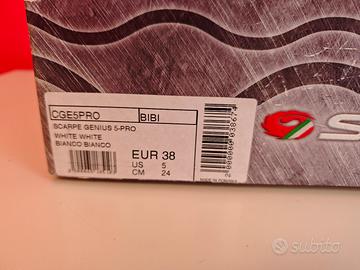 CGE5PRO BIBI
SCARPE GENIUS 5-PRO
WHITE WHITE
BIANCO BIANCO
EUR 38
US 5
CM 24
MADE IN ROMANIA
S
subito